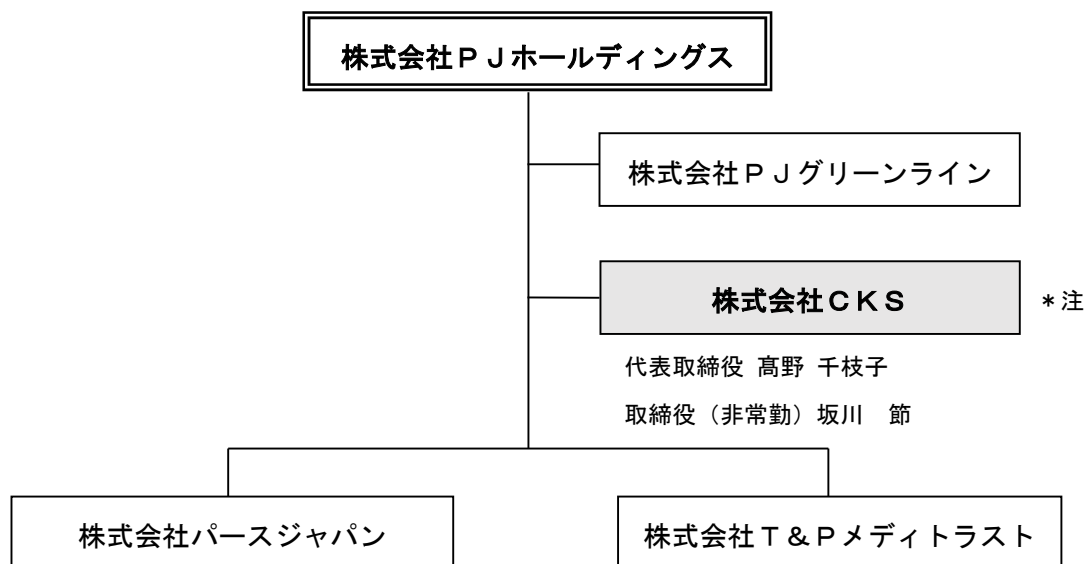 株式会社ＰＪホールディングス
株式会社ＰＪグリーンライン
株式会社ＣＫＳ
＊注
代表取締役 髙野 千枝子
取締役（非常勤）坂川　節
株式会社パースジャパン
株式会社Ｔ＆Ｐメディトラスト